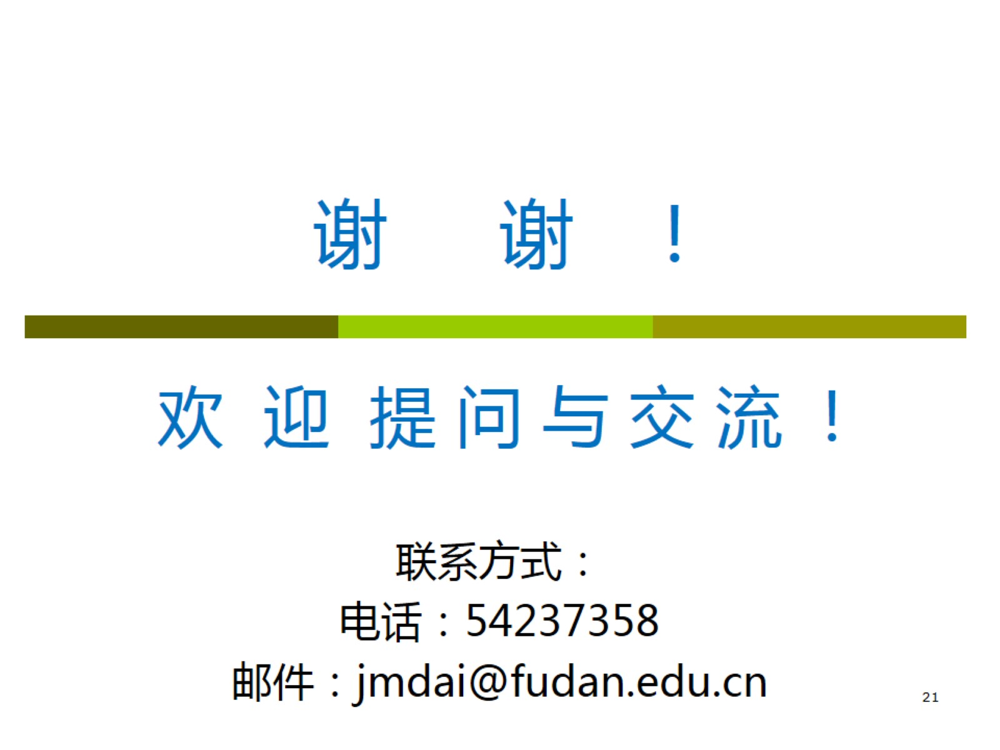 谢 谢 ！
欢 迎 提 问 与 交 流 ！
联系方式：
电话：54237358
邮件：jmdai@fudan.edu.cn
21